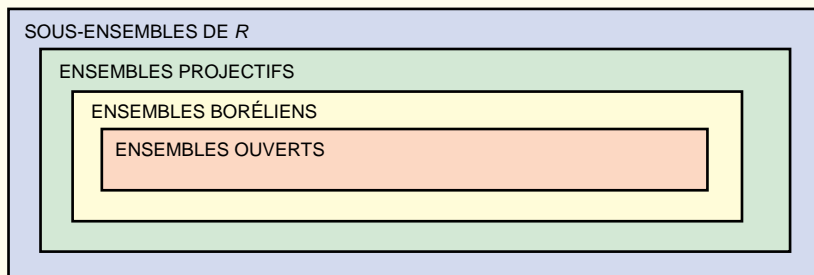 SOUS-ENSEMBLES DE R
ENSEMBLES PROJECTIFS
ENSEMBLES BORÉLIENS
ENSEMBLES OUVERTS